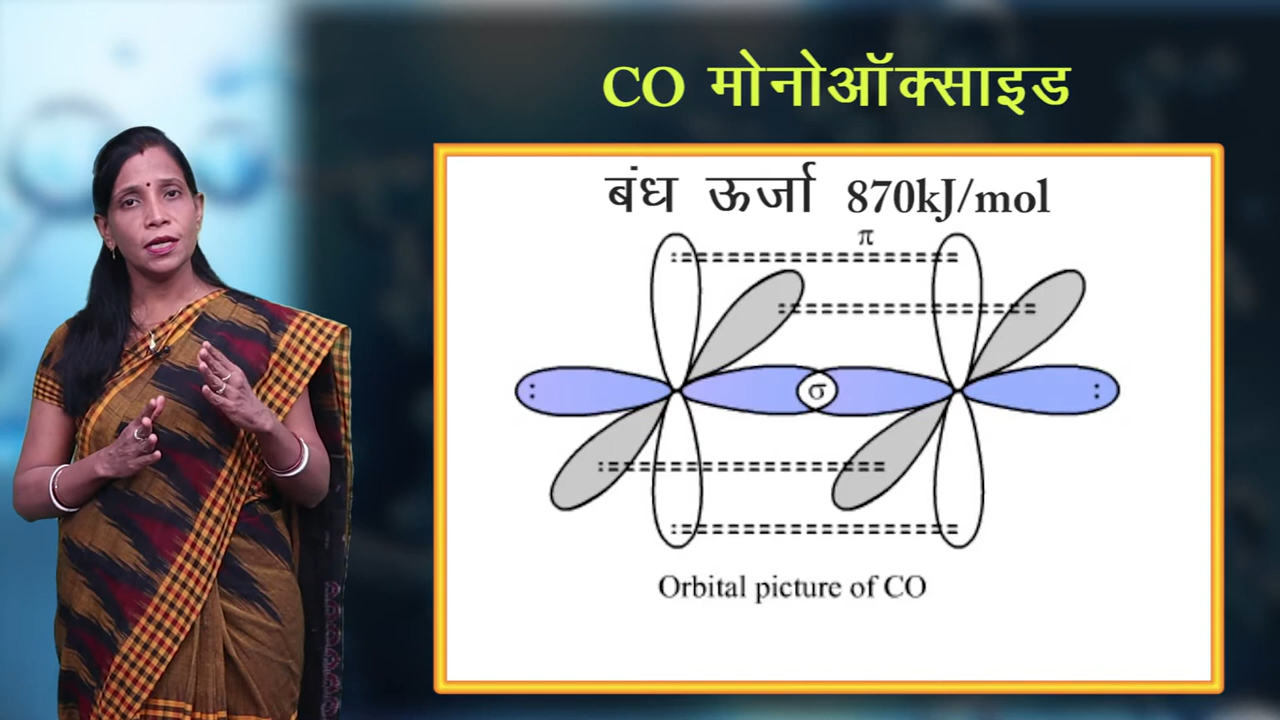 CO मोनोऑक्साइड
बंध ऊर्जा 870kJ/mol
π
σ
Orbital picture of CO